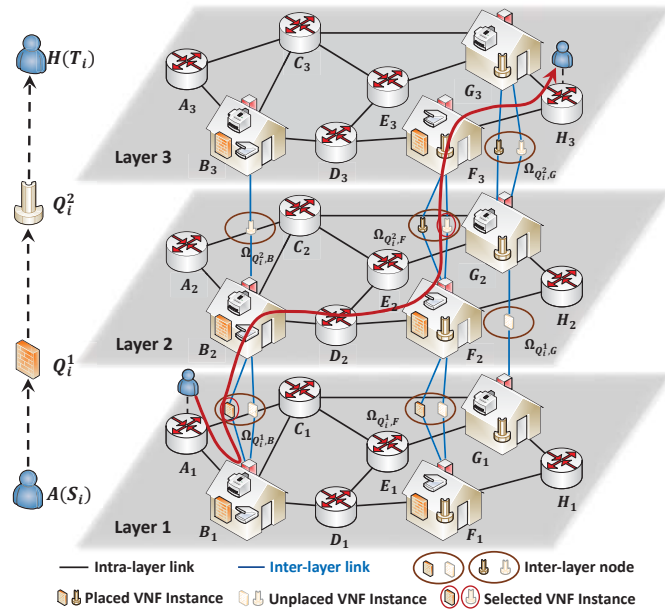 H(T_i)
Q_i^2
Q_i^1
A(S_i)
C_3
G_3
A_3
E_3
H_3
B_3
D_3
F_3
Ω_{Q_i^2,G}
Layer 3
Ω_{Q_i^2,B}
C_2
Ω_{Q_i^2,F}
G_2
A_2
E_2
H_2
B_2
D_2
F_2
Ω_{Q_i^1,G}
Layer 2
Ω_{Q_i^1,B}
C_1
Ω_{Q_i^1,F}
G_1
A_1
E_1
H_1
B_1
D_1
F_1
Layer 1
Intra-layer link Inter-layer link Inter-layer node
Placed VNF Instance Unplaced VNF Instance Selected VNF Instance